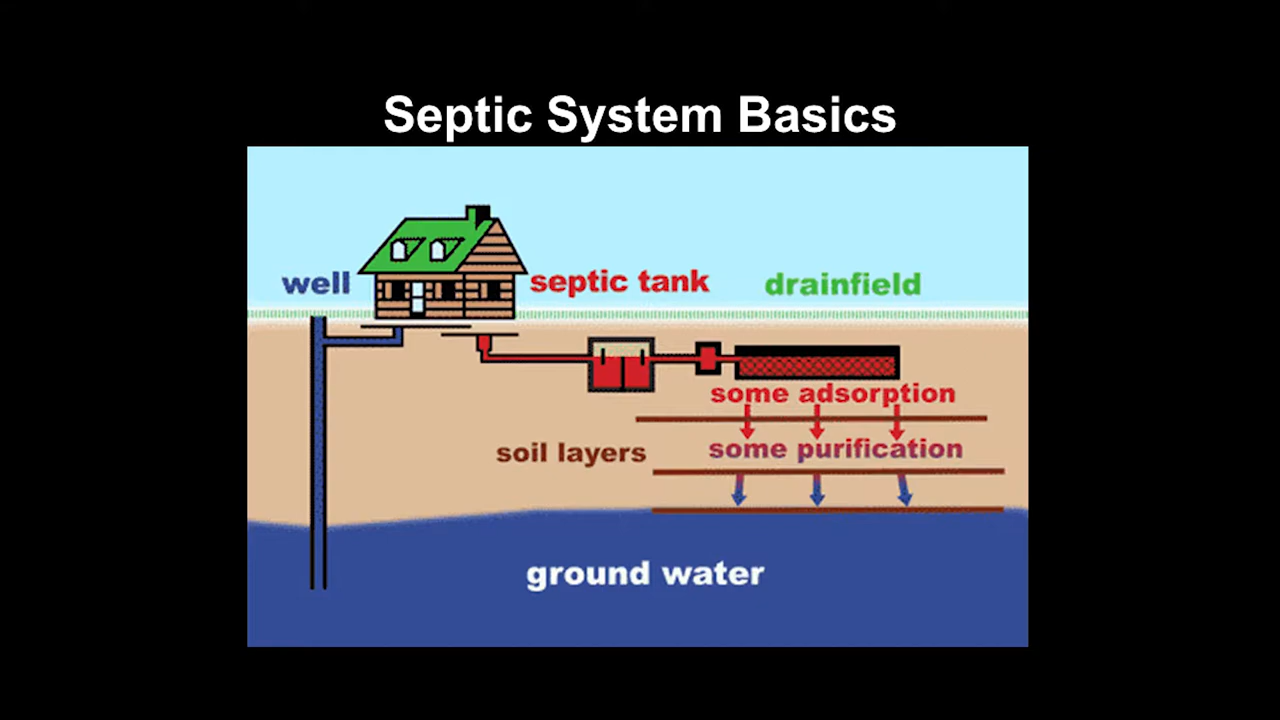 Septic System Basics
well
septic tank
drainfield
some adsorption
soil layers
some purification
ground water